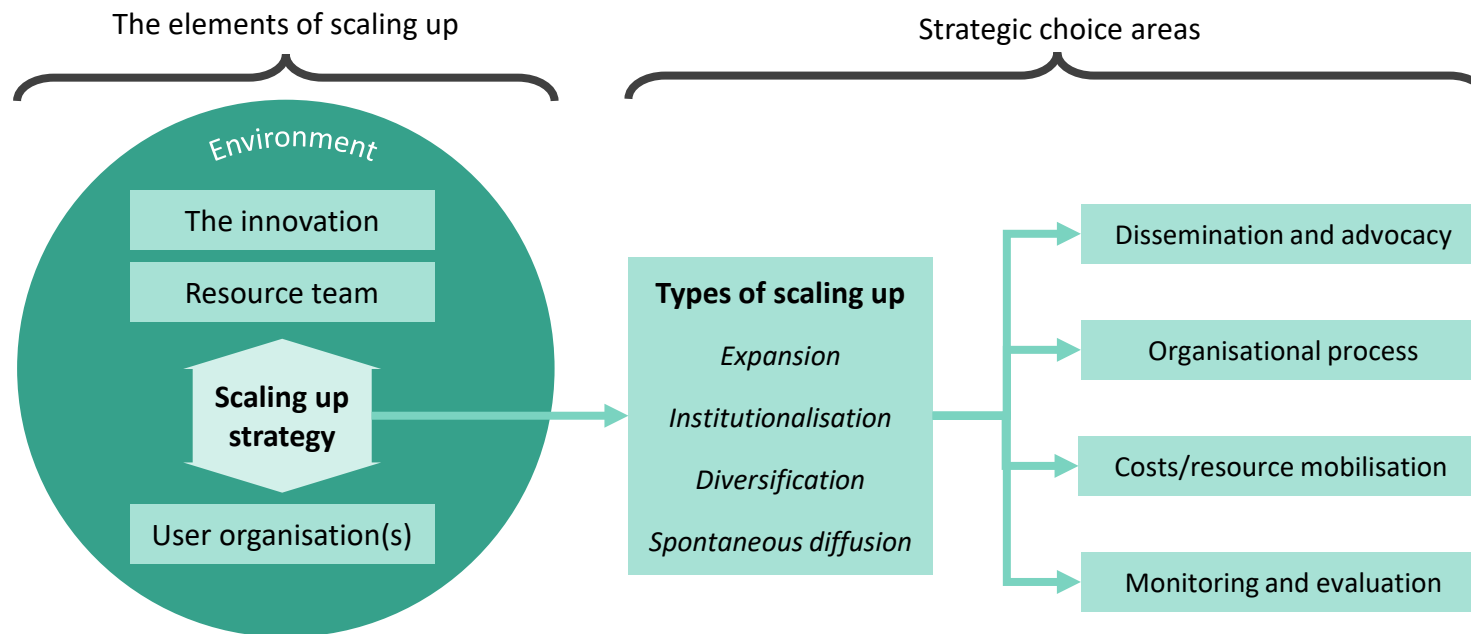 The elements of scaling up
Strategic choice areas
Environment
The innovation
Resource team
Scaling up
strategy
User organisation(s)
Types of scaling up
Expansion
Institutionalisation
Diversification
Spontaneous diffusion
Dissemination and advocacy
Organisational process
Costs/resource mobilisation
Monitoring and evaluation